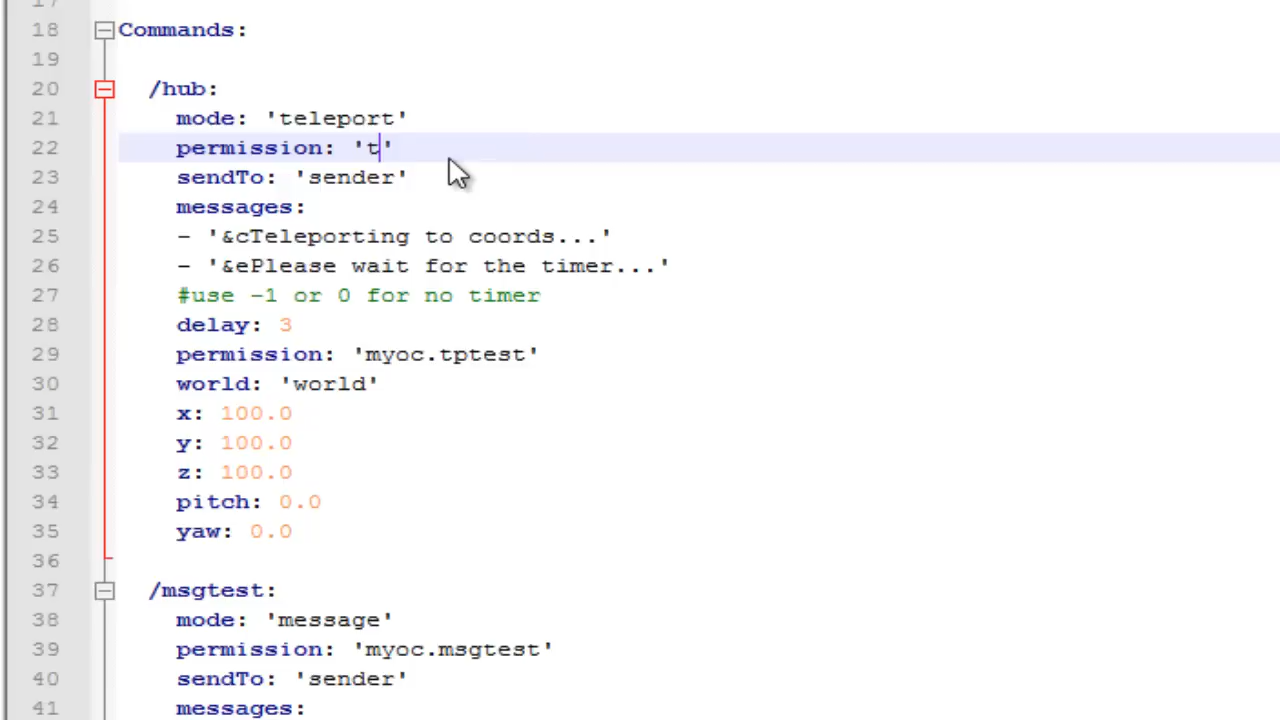 18 Commands:
19
20 /hub:
21 mode: 'teleport'
22 permission: 't'
23 sendTo: 'sender'
24 messages:
25 - '&cTeleporting to coords...'
26 - '&ePlease wait for the timer...'
27 #use -1 or 0 for no timer
28 delay: 3
29 permission: 'myoc.tptest'
30 world: 'world'
31 x: 100.0
32 y: 100.0
33 z: 100.0
34 pitch: 0.0
35 yaw: 0.0
36
37 /msgtest:
38 mode: 'message'
39 permission: 'myoc.msgtest'
40 sendTo: 'sender'
41 messages: